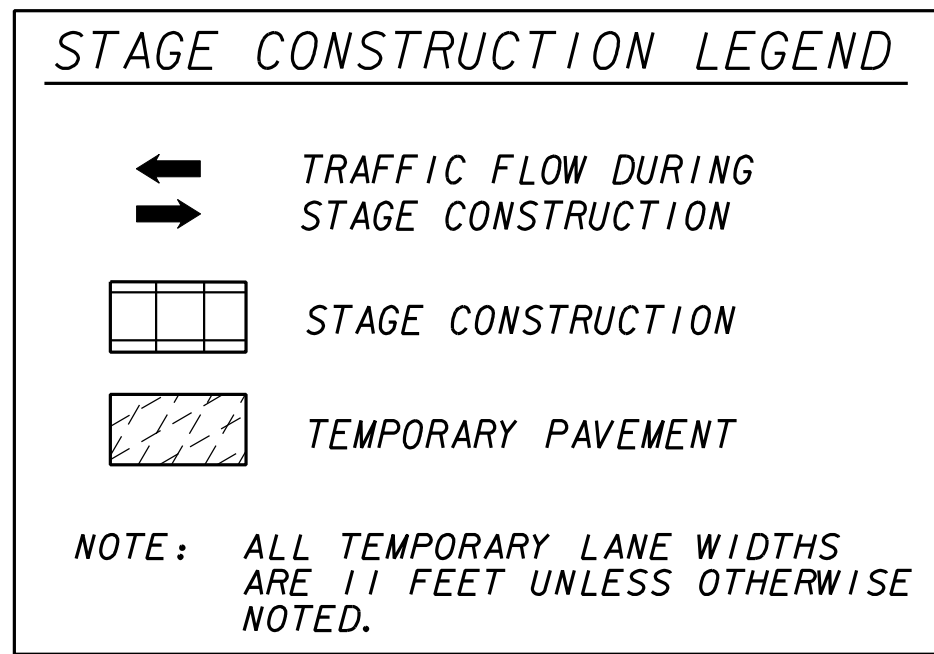 STAGE CONSTRUCTION LEGEND
TRAFFIC FLOW DURING
STAGE CONSTRUCTION
STAGE CONSTRUCTION
TEMPORARY PAVEMENT
NOTE: ALL TEMPORARY LANE WIDTHS
ARE 11 FEET UNLESS OTHERWISE
NOTED.